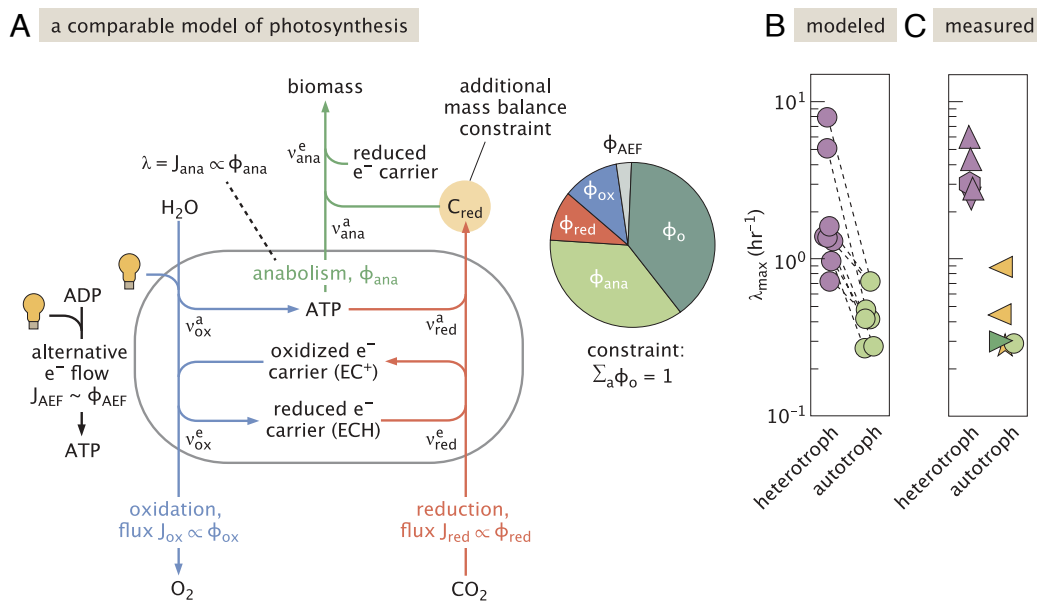 A a comparable model of photosynthesis
biomass
additional
mass balance
constraint
λ = J_ana ∝ ϕ_ana
ν^e_ana
reduced
e⁻ carrier
C_red
H₂O
ν^a_ana
anabolism, ϕ_ana
ADP
ATP
ν^a_ox
ν^a_red
alternative
e⁻ flow
J_AEF ~ ϕ_AEF
ATP
oxidized e⁻
carrier (EC⁺)
reduced e⁻
carrier (ECH)
ν^e_ox
ν^e_red
oxidation,
flux J_ox ∝ ϕ_ox
reduction,
flux J_red ∝ ϕ_red
O₂
CO₂
ϕ_AEF
ϕ_ox
ϕ_red
ϕ_o
ϕ_ana
constraint:
∑_aϕ_o = 1
B modeled
C measured
λ_max (hr⁻¹)
10¹
10⁰
10⁻¹
heterotroph
autotroph
heterotroph
autotroph